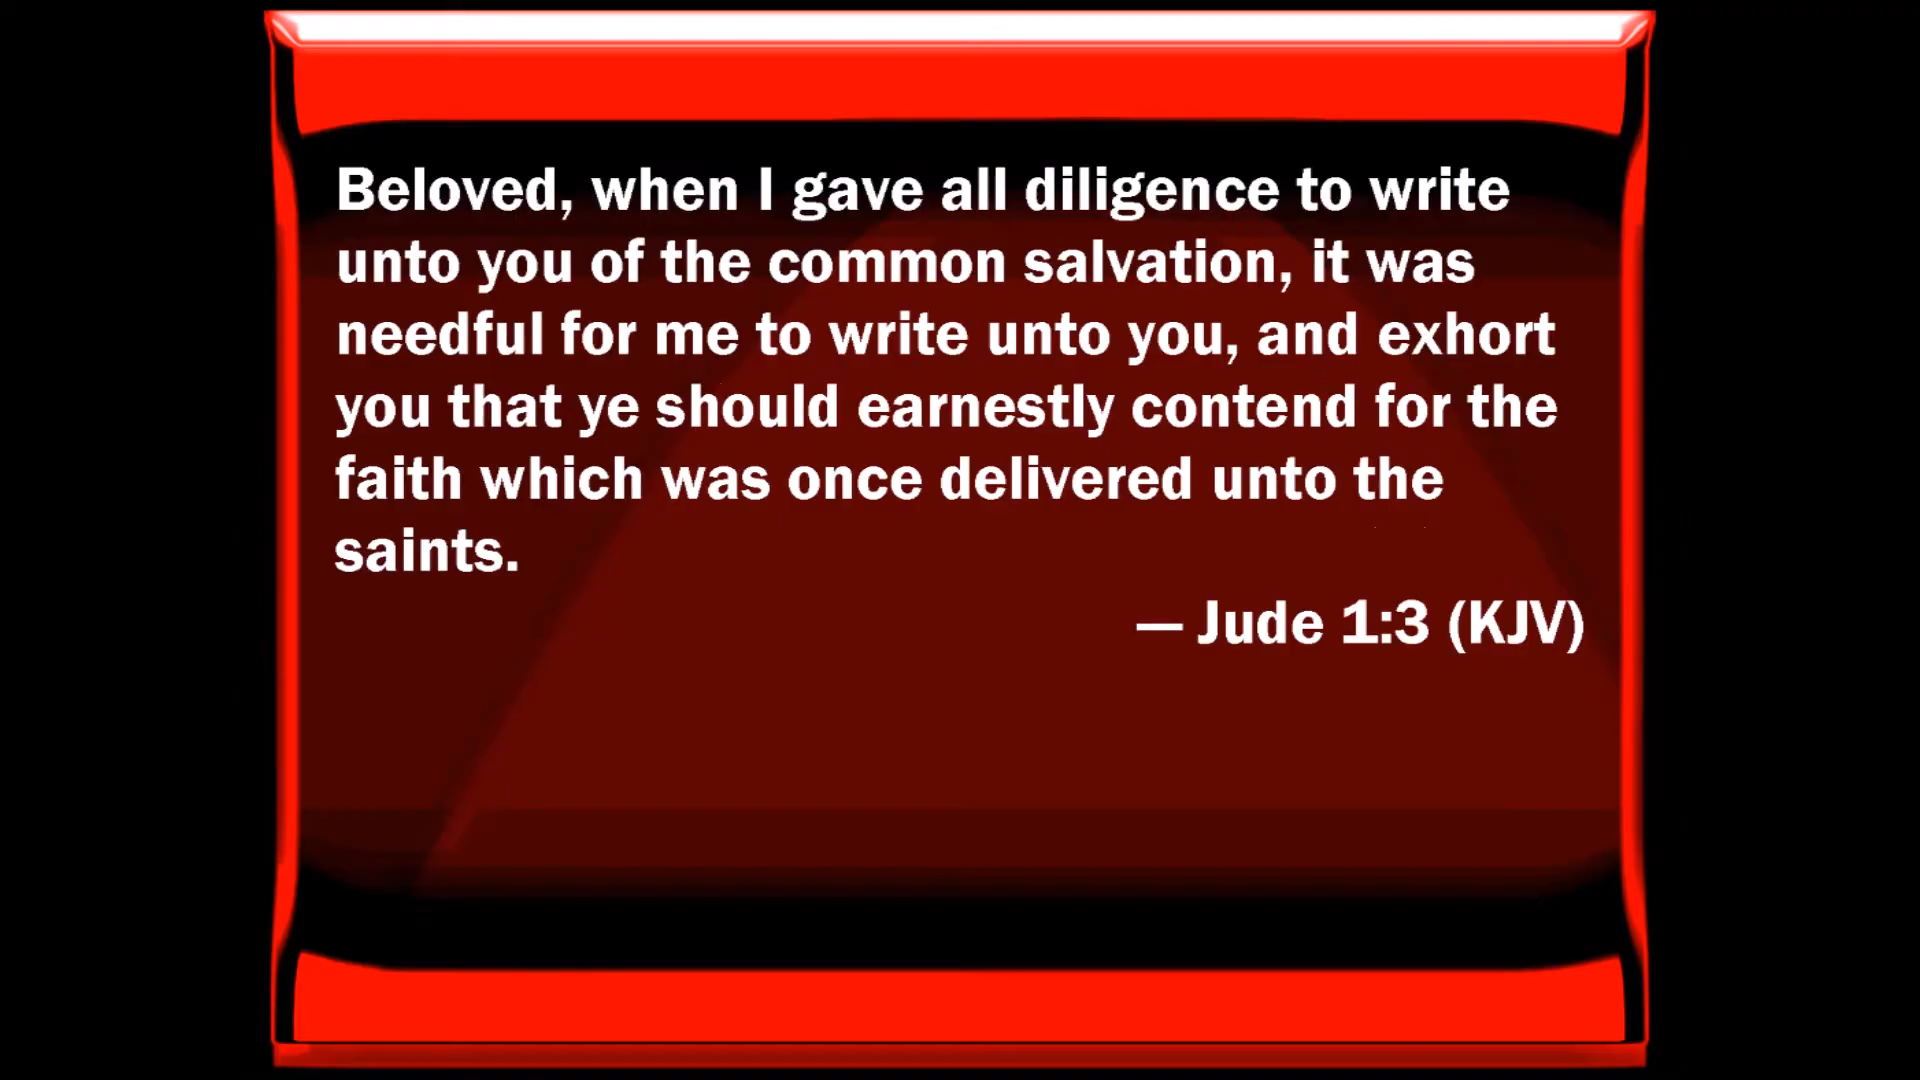 Beloved, when I gave all diligence to write
unto you of the common salvation, it was
needful for me to write unto you, and exhort
you that ye should earnestly contend for the
faith which was once delivered unto the
saints.
— Jude 1:3 (KJV)